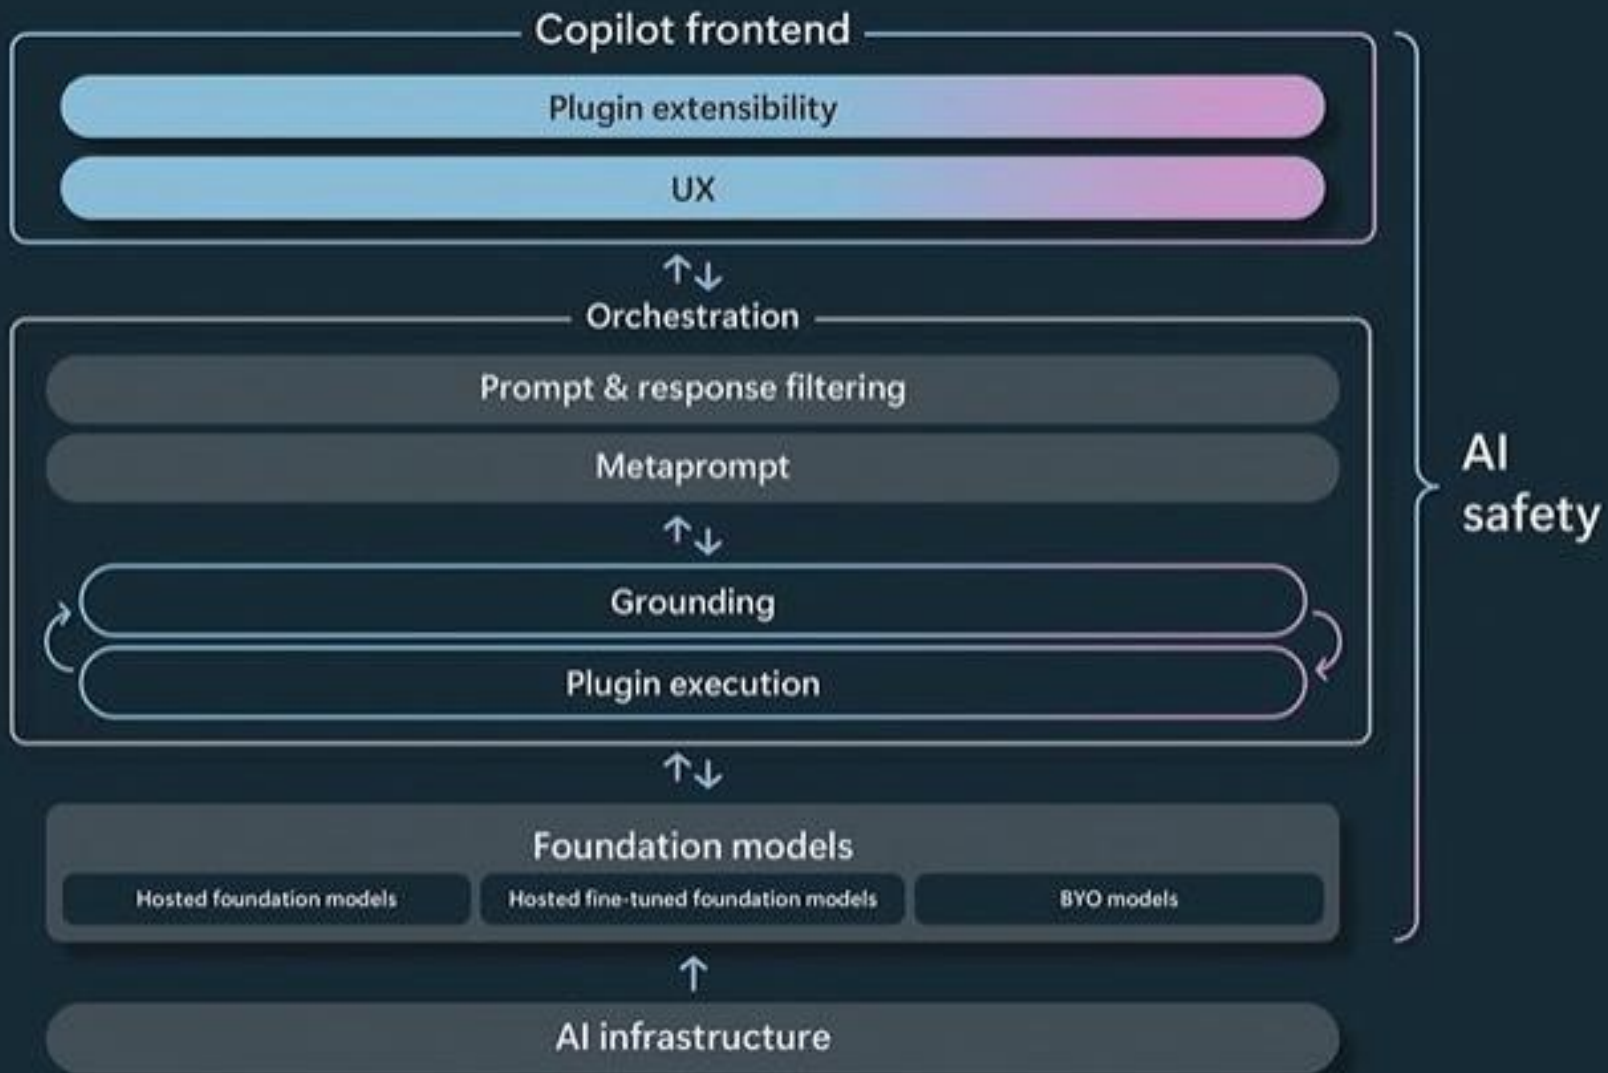 Copilot frontend
Plugin extensibility
UX
Orchestration
Prompt & response filtering
Metaprompt
Grounding
Plugin execution
Foundation models
Hosted foundation models
Hosted fine-tuned foundation models
BYO models
AI infrastructure
AI
safety